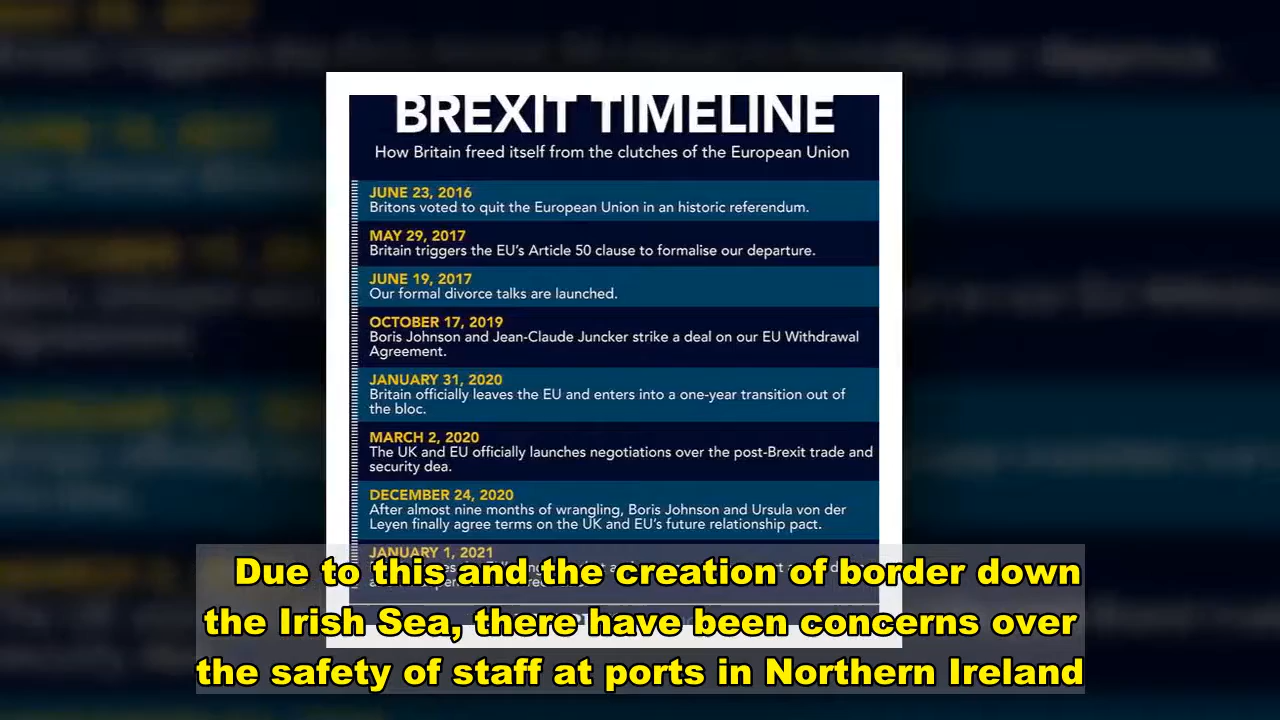 BREXIT TIMELINE
How Britain freed itself from the clutches of the European Union
JUNE 23, 2016
Britons voted to quit the European Union in an historic referendum.
MAY 29, 2017
Britain triggers the EU's Article 50 clause to formalise our departure.
JUNE 19, 2017
Our formal divorce talks are launched.
OCTOBER 17, 2019
Boris Johnson and Jean-Claude Juncker strike a deal on our EU Withdrawal
Agreement.
JANUARY 31, 2020
Britain officially leaves the EU and enters into a one-year transition out of
the bloc.
MARCH 2, 2020
The UK and EU officially launches negotiations over the post-Brexit trade and
security dea.
DECEMBER 24, 2020
After almost nine months of wrangling, Boris Johnson and Ursula von der
Leyen finally agree terms on the UK and EU's future relationship pact.
JANUARY 1, 2021
Due to this and the creation of border down
the Irish Sea, there have been concerns over
the safety of staff at ports in Northern Ireland